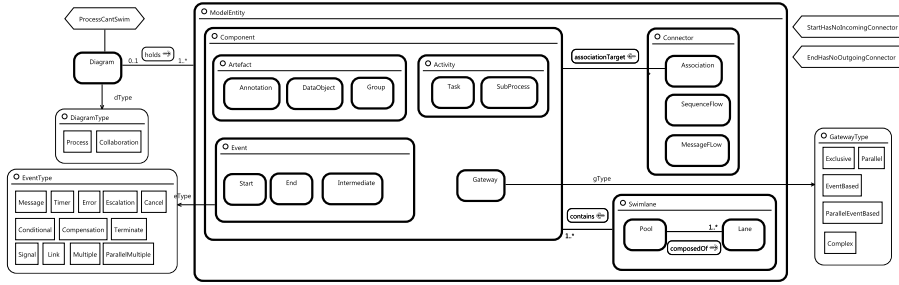 ProcessCantSwim
ModelEntity
StartHasNoIncomingConnector
Component
Connector
Diagram
holds
0..1
1..*
associationTarget
EndHasNoOutgoingConnector
Artefact
Activity
Association
Annotation
DataObject
Group
Task
SubProcess
dType
SequenceFlow
DiagramType
Process
Collaboration
GatewayType
Event
MessageFLow
Exclusive
Parallel
EventType
Start
End
Intermediate
Gateway
gType
EventBased
Message
Timer
Error
Escalation
Cancel
eType
Swimlane
ParallelEventBased
contains
Conditional
Compensation
Terminate
Pool
1..*
Lane
1..*
composedOf
Complex
Signal
Link
Multiple
ParallelMultiple